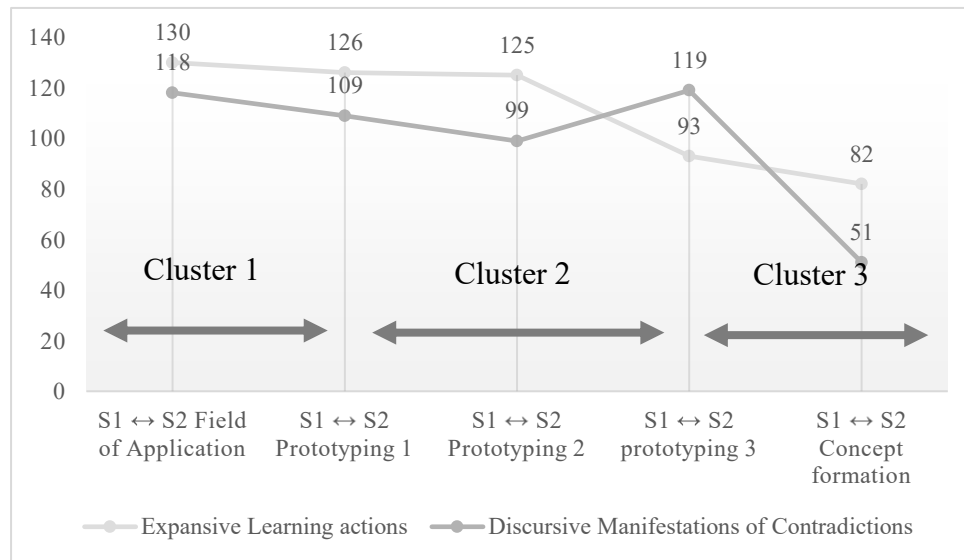 140
120
100
80
60
40
20
0
130
126
125
118
109
99
119
93
82
51
Cluster 1
Cluster 2
Cluster 3
S1 ↔ S2 Field
of Application
S1 ↔ S2
Prototyping 1
S1 ↔ S2
Prototyping 2
S1 ↔ S2
prototyping 3
S1 ↔ S2
Concept
formation
Expansive Learning actions
Discursive Manifestations of Contradictions